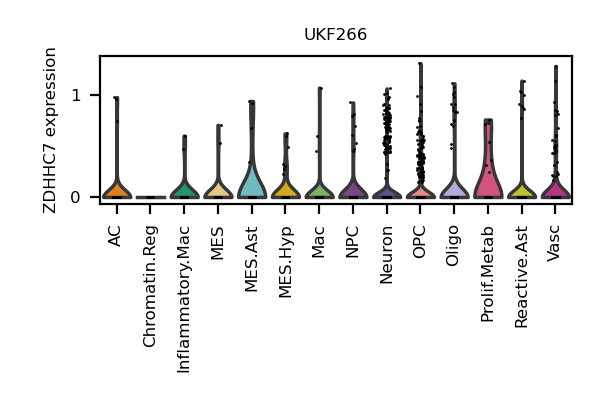 UKF266
ZDHHC7 expression
1
0
AC
Chromatin.Reg
Inflammatory.Mac
MES
MES.Ast
MES.Hyp
Mac
NPC
Neuron
OPC
Oligo
Prolif.Metab
Reactive.Ast
Vasc